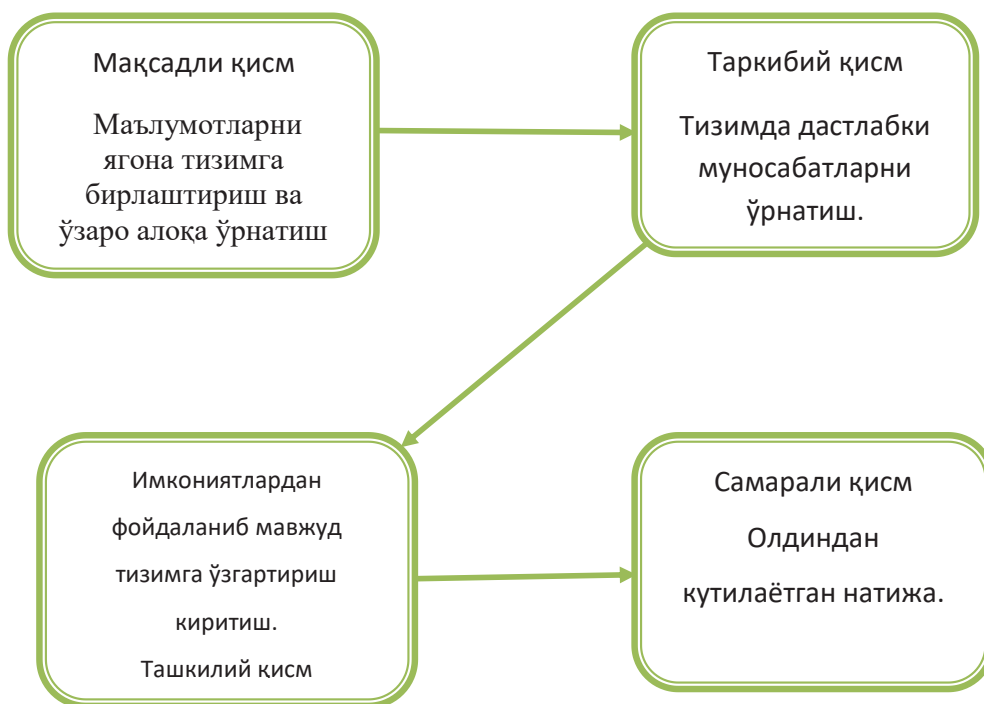 Мақсадли қисм
Маълумотларни
ягона тизимга
бирлаштириш ва
ўзаро алоқа ўрнатиш
Таркибий қисм
Тизимда дастлабки
муносабатларни
ўрнатиш.
Имкониятлардан
фойдаланиб мавжуд
тизимга ўзгартириш
киритиш.
Ташкилий қисм
Самарали қисм
Олдиндан
кутилаётган натижа.